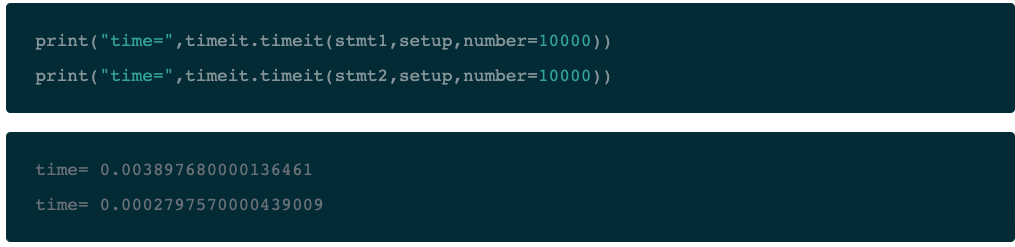 print("time=",timeit.timeit(stmt1,setup,number=10000))
print("time=",timeit.timeit(stmt2,setup,number=10000))
time= 0.003897680000136461
time= 0.0002797570000439009